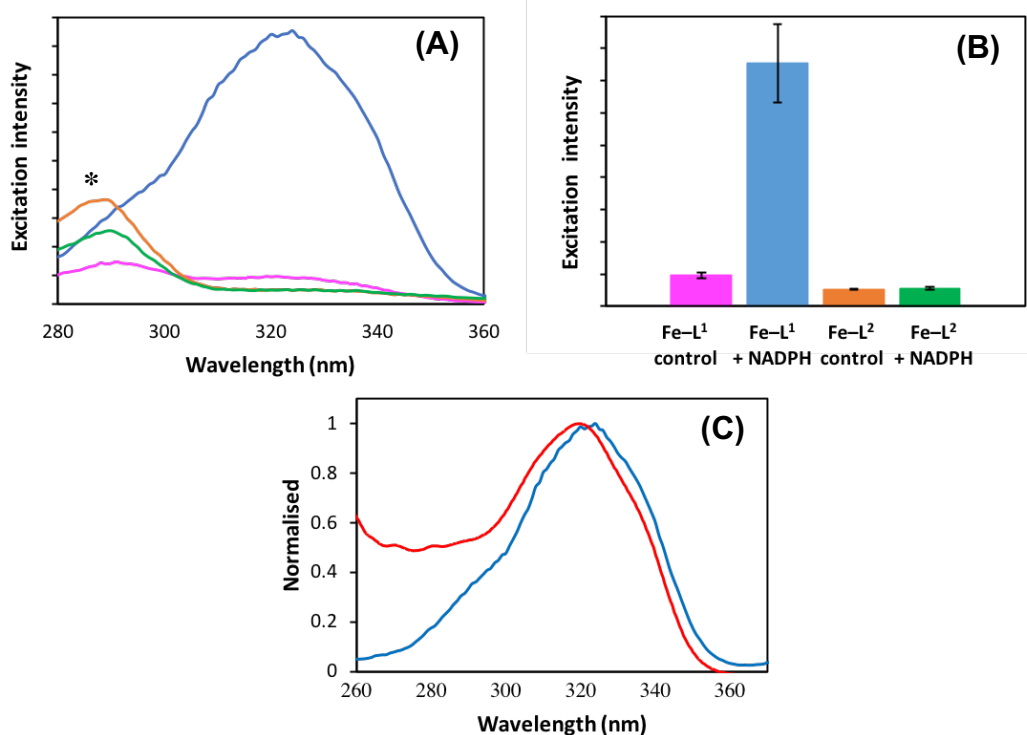 (A)
Excitation intensity
*
280 300 320 340 360
Wavelength (nm)
(B)
Excitation intensity
Fe–L¹ Fe–L¹ Fe–L² Fe–L²
control + NADPH control + NADPH
(C)
Normalised
1
0.8
0.6
0.4
0.2
0
260 280 300 320 340 360
Wavelength (nm)